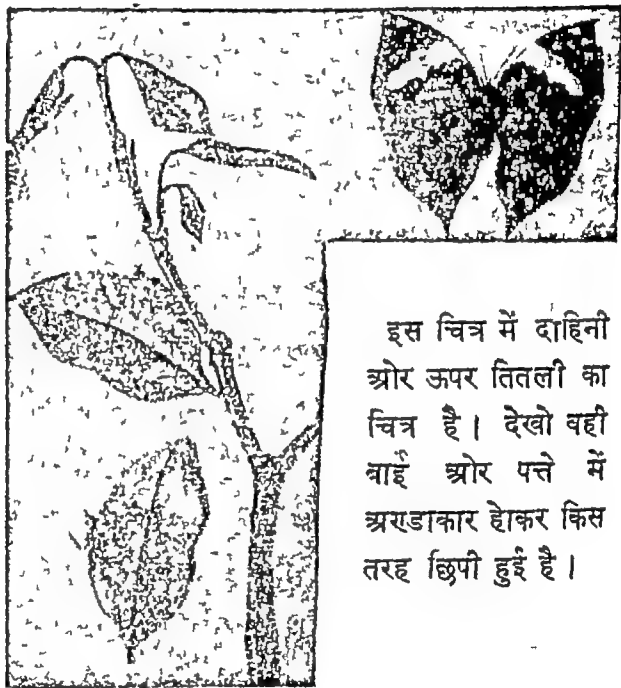 इस चित्र में दाहिनी
ओर ऊपर तितली का
चित्र है। देखो वही
बाईं ओर पत्ते में
अण्डाकार होकर किस
तरह छिपी हुई है।